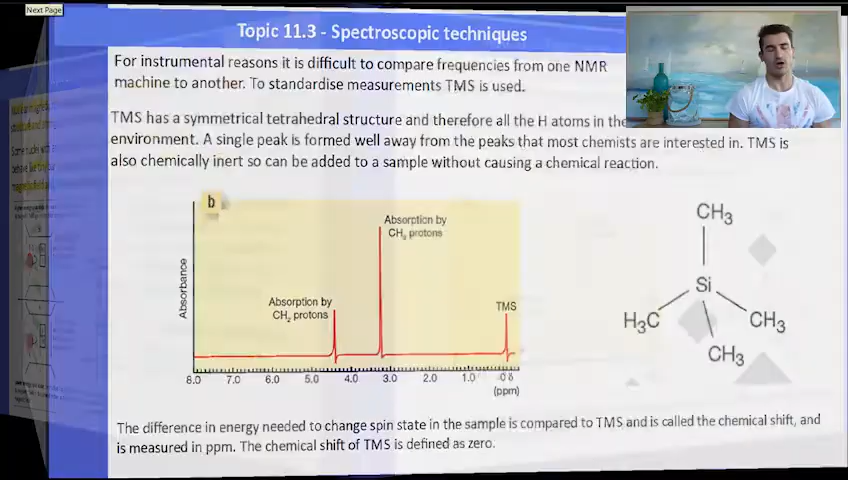 Next Page
Topic 11.3 - Spectroscopic techniques
For instrumental reasons it is difficult to compare frequencies from one NMR
machine to another. To standardise measurements TMS is used.
TMS has a symmetrical tetrahedral structure and therefore all the H atoms in the
environment. A single peak is formed well away from the peaks that most chemists are interested in. TMS is
also chemically inert so can be added to a sample without causing a chemical reaction.
b
Absorption by
CH₃ protons
Absorption by
CH₂ protons
TMS
Absorbance
8.0 7.0 6.0 5.0 4.0 3.0 2.0 1.0 0 δ
(ppm)
CH₃
Si
H₃C
CH₃
CH₃
The difference in energy needed to change spin state in the sample is compared to TMS and is called the chemical shift, and
is measured in ppm. The chemical shift of TMS is defined as zero.